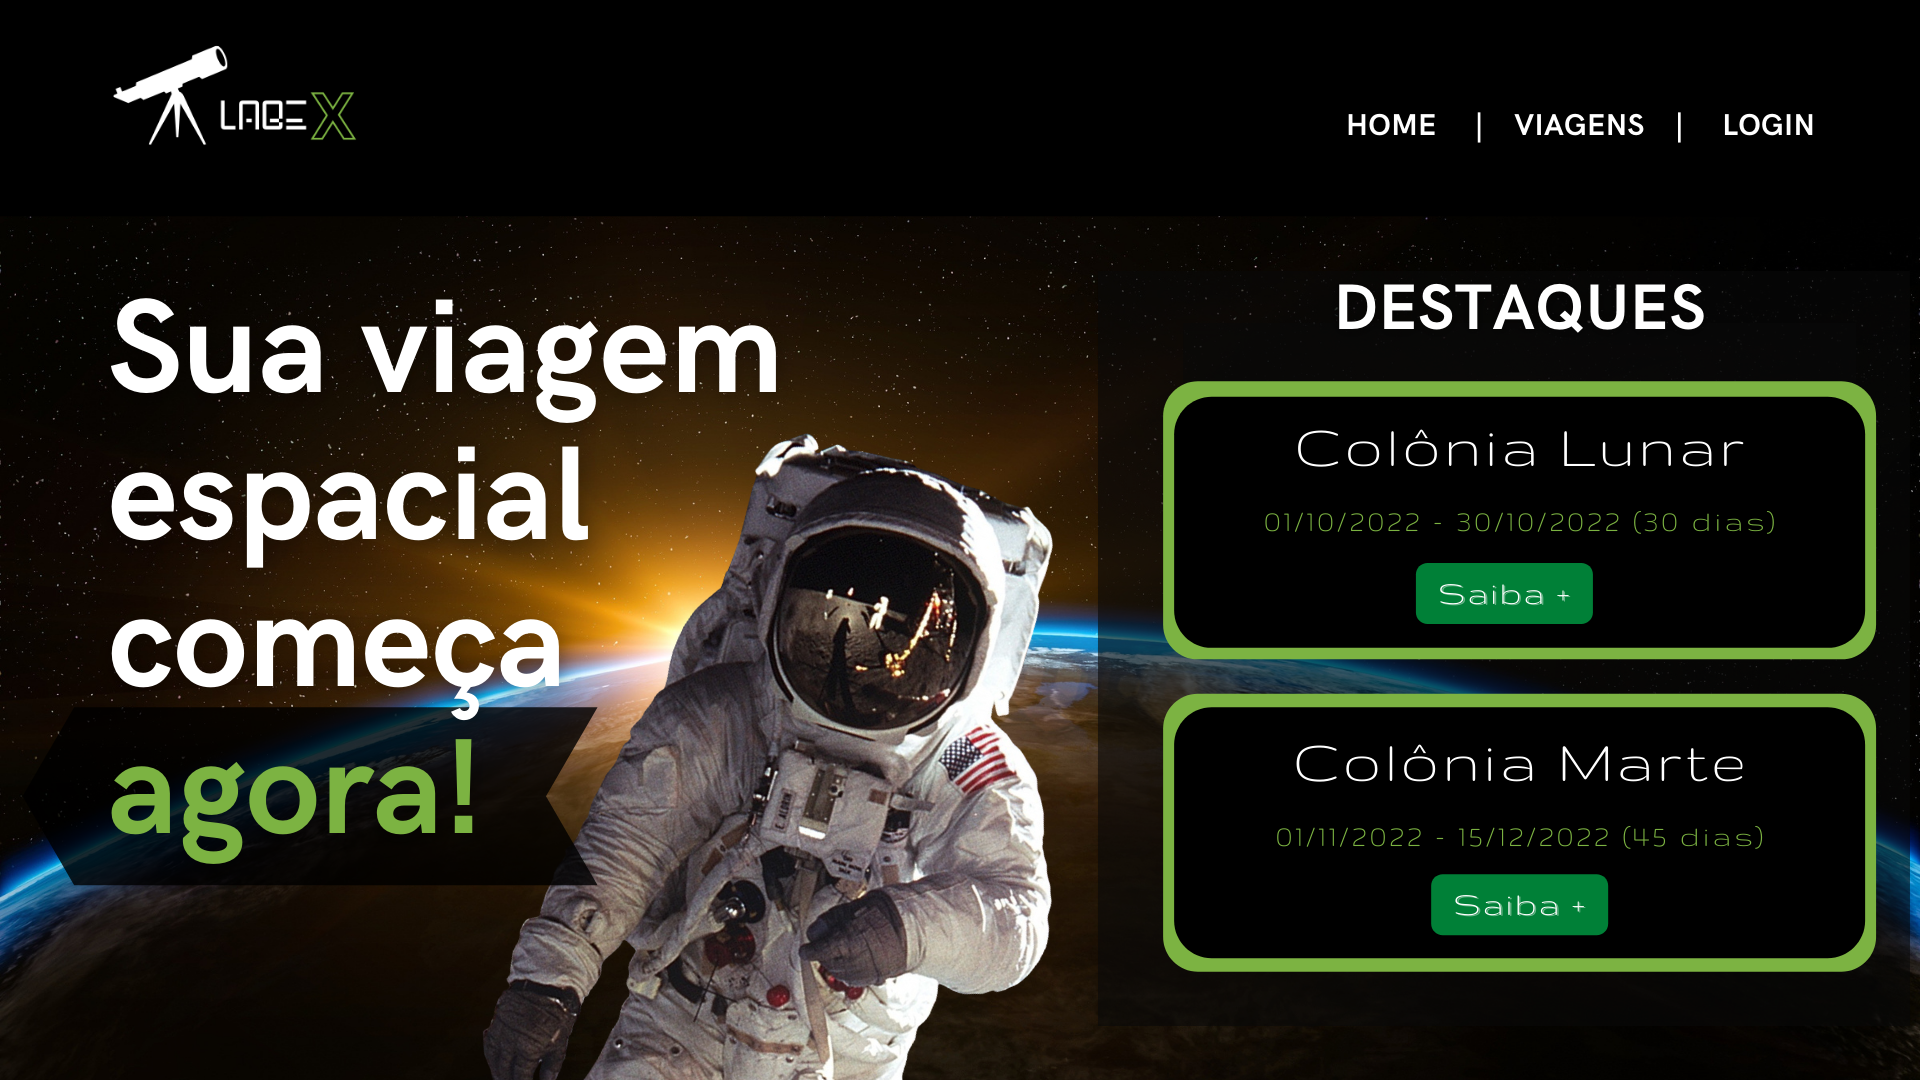 LABEX
HOME | VIAGENS | LOGIN
Sua viagem
espacial
começa
agora!
DESTAQUES
Colônia Lunar
01/10/2022 - 30/10/2022 (30 dias)
Saiba +
Colônia Marte
01/11/2022 - 15/12/2022 (45 dias)
Saiba +